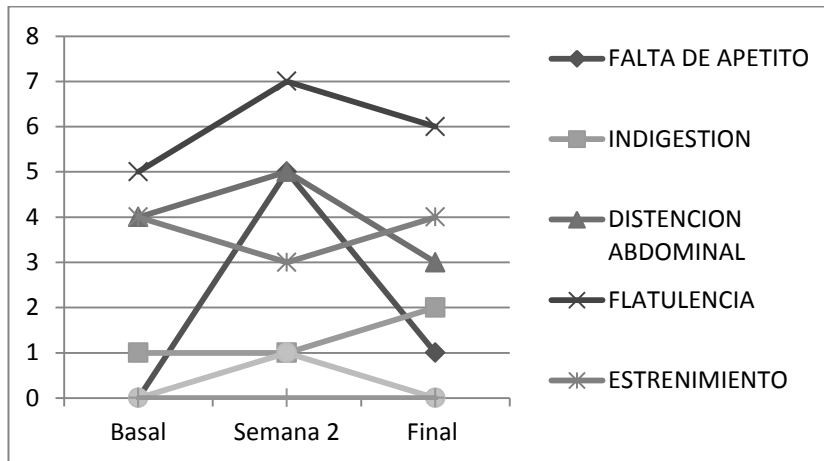 8
7
6
5
4
3
2
1
0
Basal
Semana 2
Final
FALTA DE APETITO
INDIGESTION
DISTENCION
ABDOMINAL
FLATULENCIA
ESTRENIMIENTO